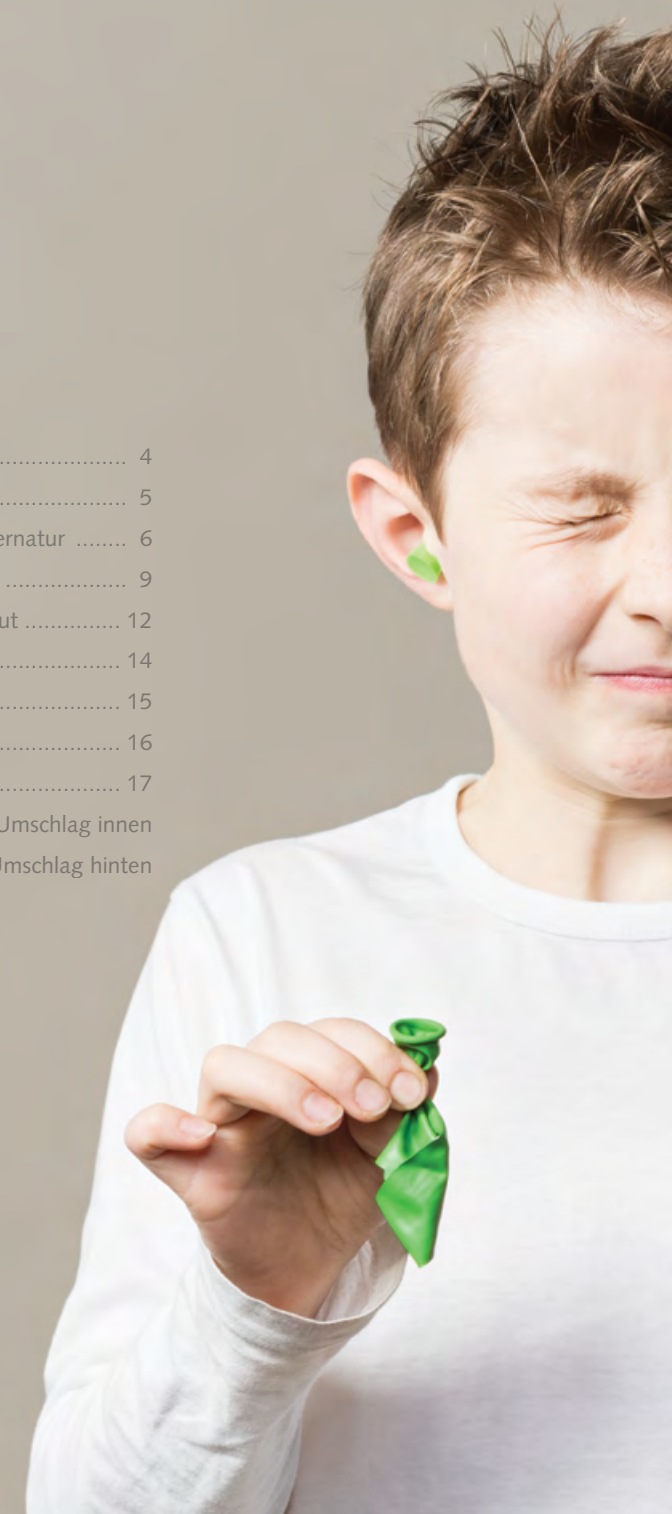 ..................... 4
..................... 5
ernatur ........ 6
.................... 9
ut ............... 12
.................... 14
.................... 15
.................... 16
.................... 17
Umschlag innen
Umschlag hinten